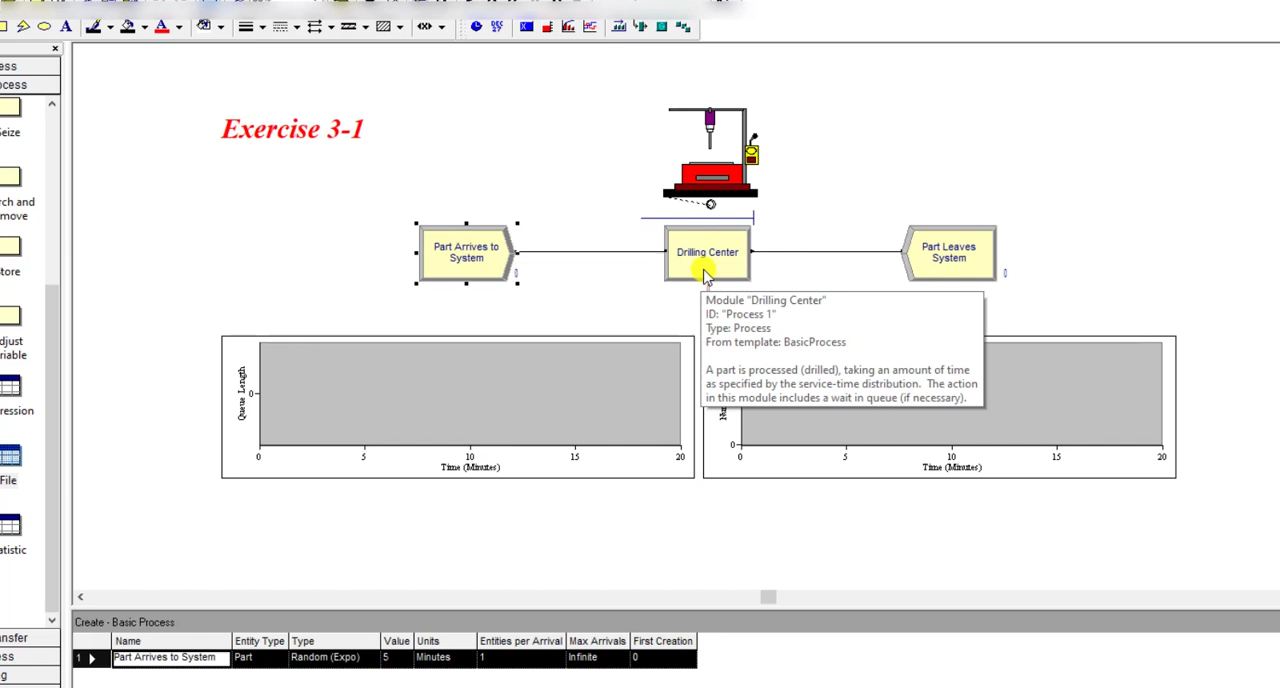 A
ess
ocess
Seize
rch and
move
tore
djust
riable
ression
File
tatistic
nsfer
ess
g
Exercise 3-1
Part Arrives to
System
0
Drilling Center
Part Leaves
System
0
Module "Drilling Center"
ID: "Process 1"
Type: Process
From template: BasicProcess
A part is processed (drilled), taking an amount of time
as specified by the service-time distribution. The action
in this module includes a wait in queue (if necessary).
Queue Length
0
0 5 10 15 20
Time (Minutes)
0
0 5 10 15 20
Time (Minutes)
Create - Basic Process
Name Entity Type Type Value Units Entities per Arrival Max Arrivals First Creation
1 Part Arrives to System Part Random (Expo) 5 Minutes 1 Infinite 0